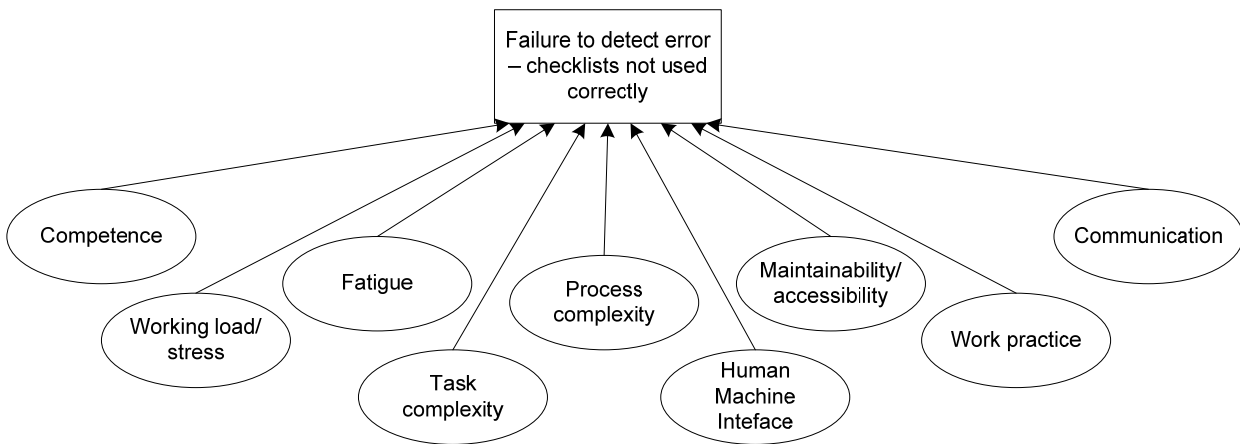 Failure to detect error
– checklists not used
correctly
Competence
Communication
Fatigue
Maintainability/
accessibility
Process
complexity
Working load/
stress
Work practice
Task
complexity
Human
Machine
Inteface